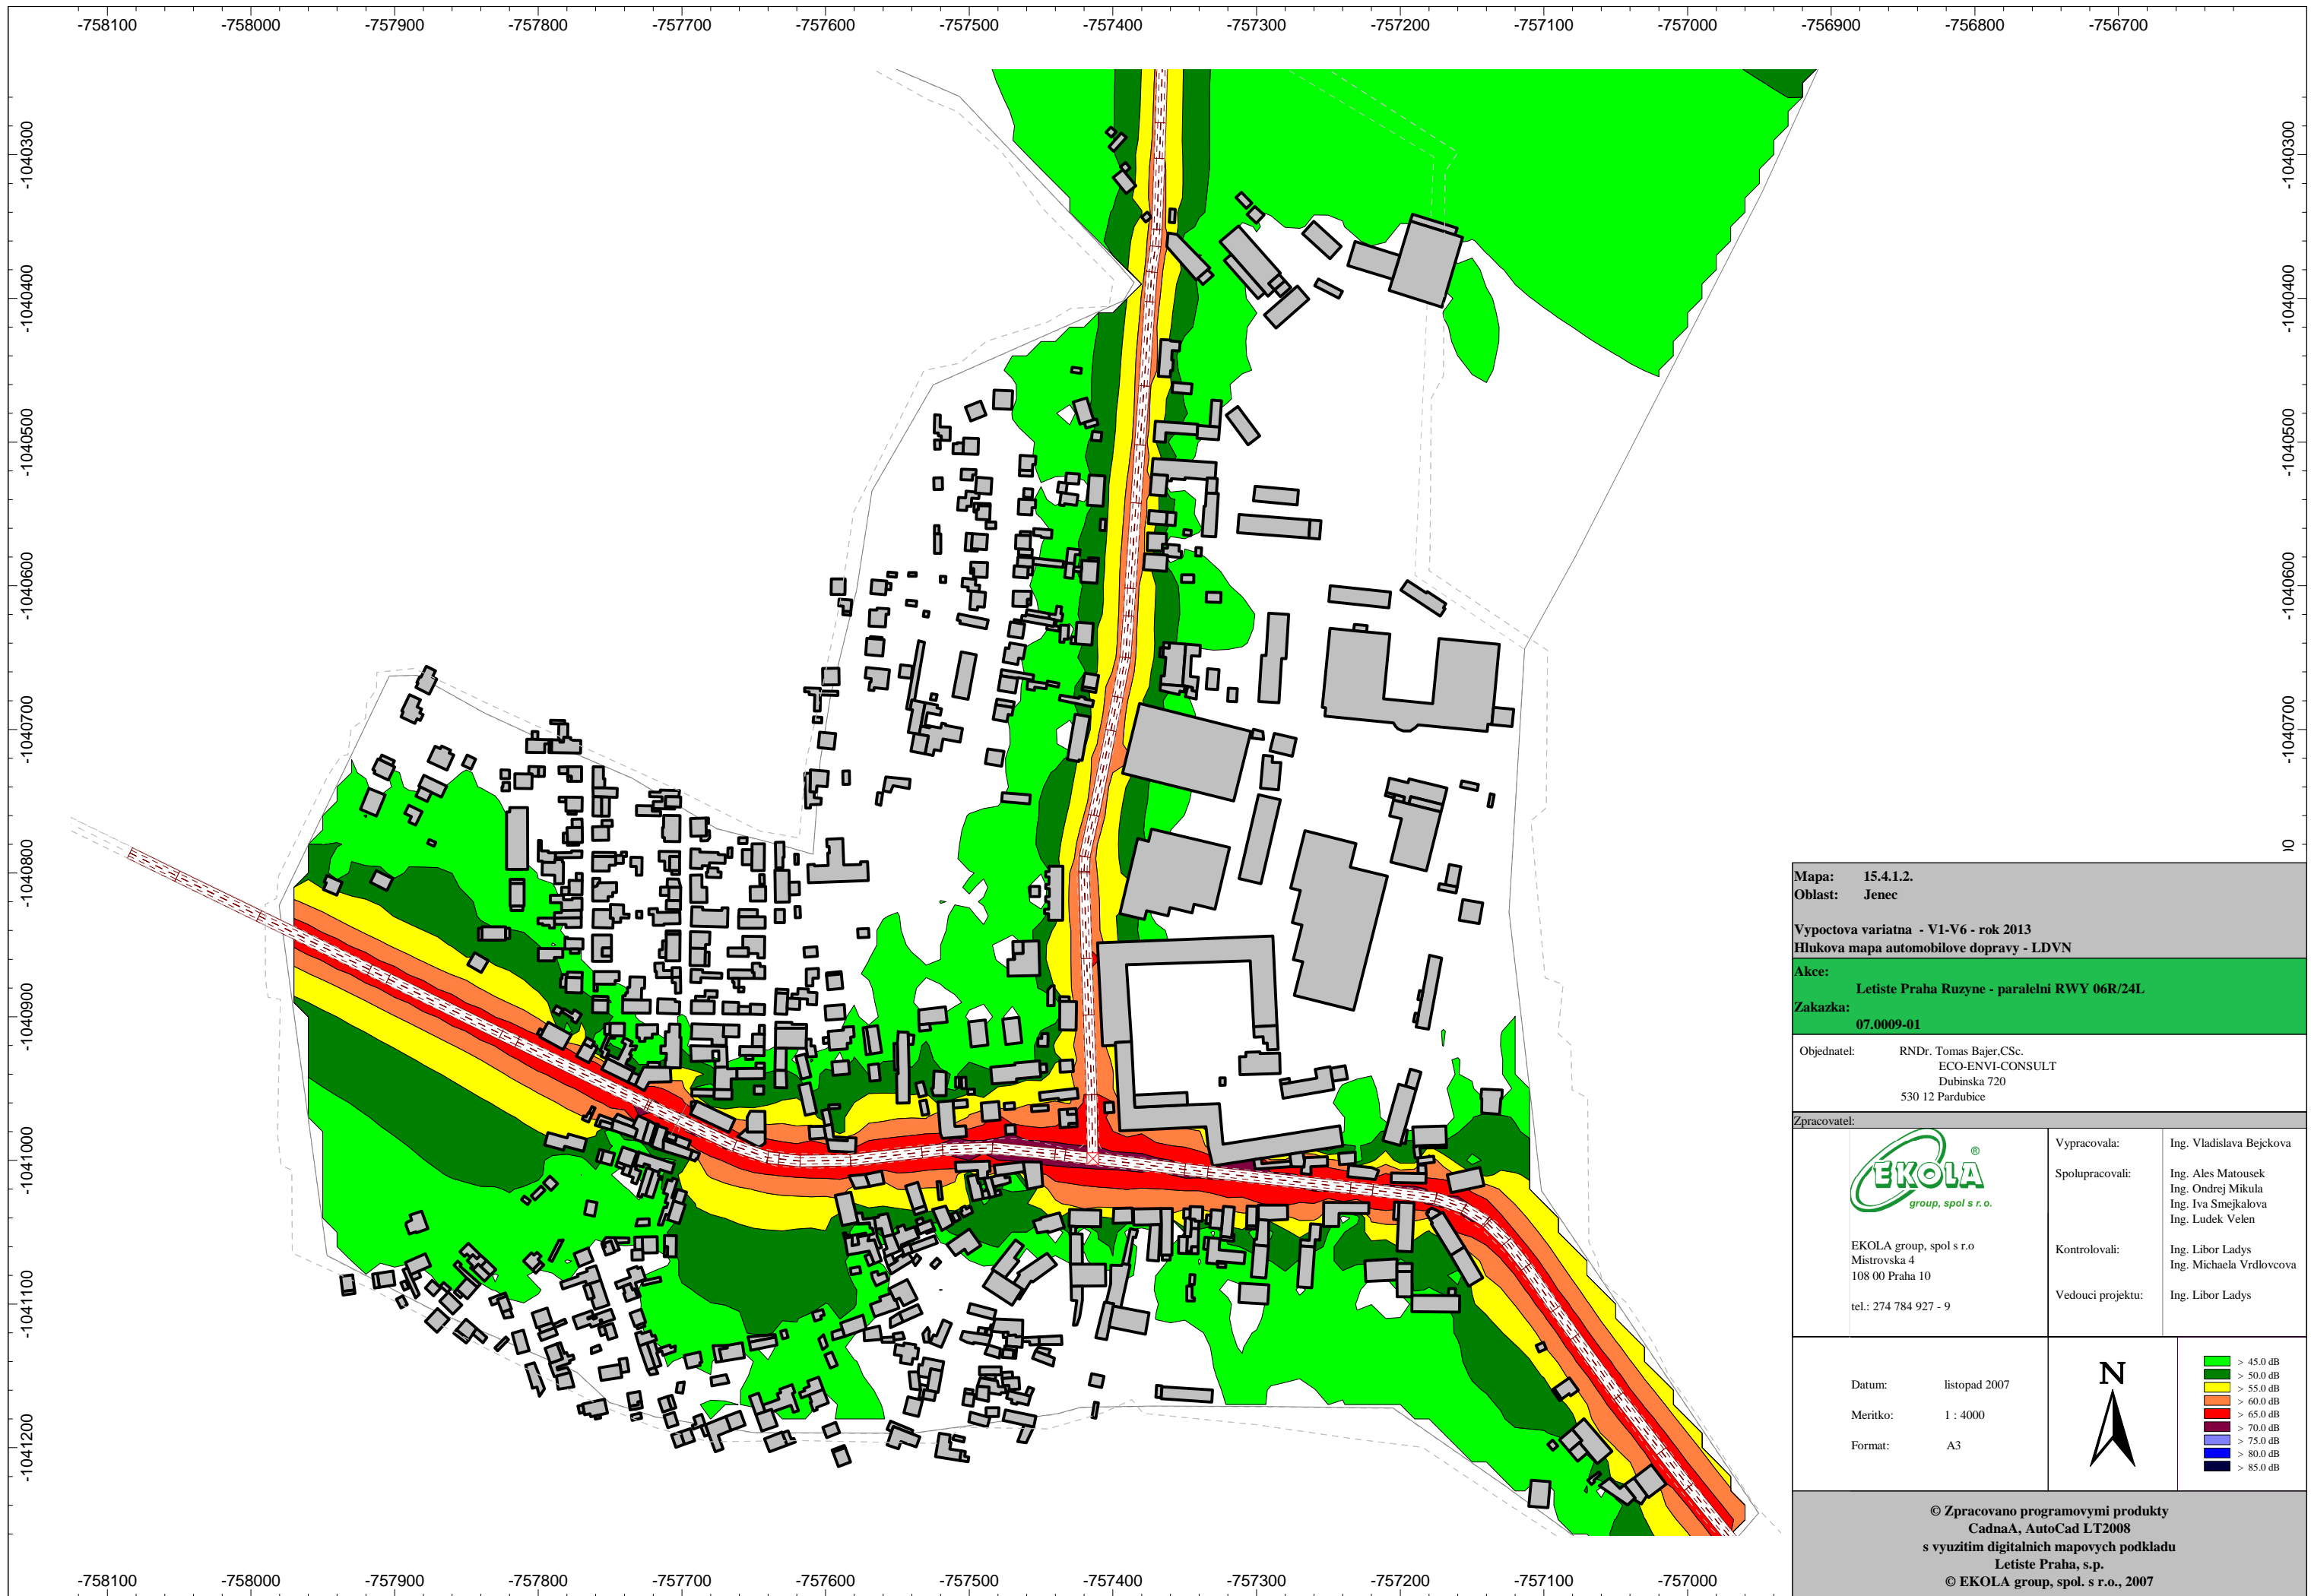 -758100 -758000 -757900 -757800 -757700 -757600 -757500 -757400 -757300 -757200 -757100 -757000 -756900 -756800 -756700
-1040300 -1040300
-1040400 -1040400
-1040500 -1040500
-1040600 -1040600
-1040700 -1040700
-1040800
-1040900
-1041000
-1041100
-1041200
Mapa: 15.4.1.2.
Oblast: Jenec
Vypoctova variatna - V1-V6 - rok 2013
Hlukova mapa automobilove dopravy - LDVN
Akce:
Letiste Praha Ruzyne - paralelni RWY 06R/24L
Zakazka:
07.0009-01
Objednatel: RNDr. Tomas Bajer,CSc.
ECO-ENVI-CONSULT
Dubinska 720
530 12 Pardubice
Zpracovatel:
EKOLA ®
group, spol s r.o.
EKOLA group, spol s r.o
Mistrovska 4
108 00 Praha 10
tel.: 274 784 927 - 9
Vypracovala: Ing. Vladislava Bejckova
Spolupracovali: Ing. Ales Matousek
Ing. Ondrej Mikula
Ing. Iva Smejkalova
Ing. Ludek Velen
Kontrolovali: Ing. Libor Ladys
Ing. Michaela Vrdlovcova
Vedouci projektu: Ing. Libor Ladys
Datum: listopad 2007
Meritko: 1 : 4000
Format: A3
N
> 45.0 dB
> 50.0 dB
> 55.0 dB
> 60.0 dB
> 65.0 dB
> 70.0 dB
> 75.0 dB
> 80.0 dB
> 85.0 dB
© Zpracovano programovymi produkty
CadnaA, AutoCad LT2008
s vyuzitim digitalnich mapovych podkladu
Letiste Praha, s.p.
© EKOLA group, spol. s r.o., 2007
-758100 -758000 -757900 -757800 -757700 -757600 -757500 -757400 -757300 -757200 -757100 -757000